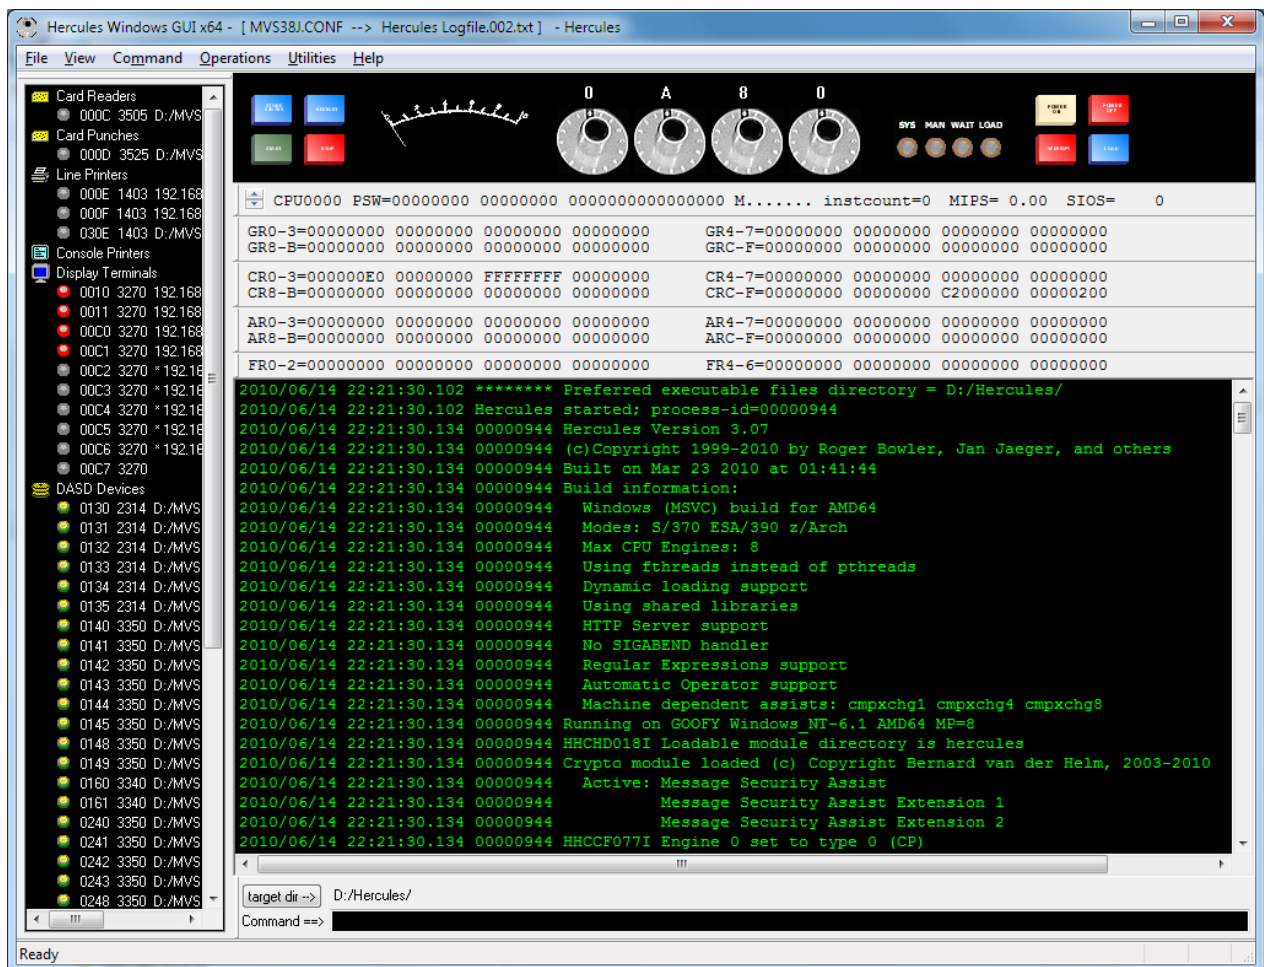 Hercules Windows GUI x64 - [ MVS38J.CONF --> Hercules Logfile.002.txt ] - Hercules
File View Command Operations Utilities Help
Card Readers
000C 3505 D:/MVS
Card Punches
000D 3525 D:/MVS
Line Printers
000E 1403 192.168
000F 1403 192.168
030E 1403 D:/MVS
Console Printers
Display Terminals
0010 3270 192.168
0011 3270 192.168
00C0 3270 192.168
00C1 3270 192.168
00C2 3270 *192.16
00C3 3270 *192.16
00C4 3270 *192.16
00C5 3270 *192.16
00C6 3270 *192.16
00C7 3270
DASD Devices
0130 2314 D:/MVS
0131 2314 D:/MVS
0132 2314 D:/MVS
0133 2314 D:/MVS
0134 2314 D:/MVS
0135 2314 D:/MVS
0140 3350 D:/MVS
0141 3350 D:/MVS
0142 3350 D:/MVS
0143 3350 D:/MVS
0144 3350 D:/MVS
0145 3350 D:/MVS
0148 3350 D:/MVS
0149 3350 D:/MVS
0160 3340 D:/MVS
0161 3340 D:/MVS
0240 3350 D:/MVS
0241 3350 D:/MVS
0242 3350 D:/MVS
0243 3350 D:/MVS
0248 3350 D:/MVS
RESTART
START
STOP
0 A 8 0
SYS MAN WAIT LOAD
POWER ON
POWER OFF
INTERRUPT
LOAD
CPU0000 PSW=00000000 00000000 0000000000000000 M....... instcount=0 MIPS= 0.00 SIOS= 0
GR0-3=00000000 00000000 00000000 00000000 GR4-7=00000000 00000000 00000000 00000000
GR8-B=00000000 00000000 00000000 00000000 GRC-F=00000000 00000000 00000000 00000000
CR0-3=000000E0 00000000 FFFFFFFF 00000000 CR4-7=00000000 00000000 00000000 00000000
CR8-B=00000000 00000000 00000000 00000000 CRC-F=00000000 00000000 C2000000 00000200
AR0-3=00000000 00000000 00000000 00000000 AR4-7=00000000 00000000 00000000 00000000
AR8-B=00000000 00000000 00000000 00000000 ARC-F=00000000 00000000 00000000 00000000
FR0-2=00000000 00000000 00000000 00000000 FR4-6=00000000 00000000 00000000 00000000
2010/06/14 22:21:30.102 ******** Preferred executable files directory = D:/Hercules/
2010/06/14 22:21:30.102 Hercules started; process-id=00000944
2010/06/14 22:21:30.134 00000944 Hercules Version 3.07
2010/06/14 22:21:30.134 00000944 (c)Copyright 1999-2010 by Roger Bowler, Jan Jaeger, and others
2010/06/14 22:21:30.134 00000944 Built on Mar 23 2010 at 01:41:44
2010/06/14 22:21:30.134 00000944 Build information:
2010/06/14 22:21:30.134 00000944 Windows (MSVC) build for AMD64
2010/06/14 22:21:30.134 00000944 Modes: S/370 ESA/390 z/Arch
2010/06/14 22:21:30.134 00000944 Max CPU Engines: 8
2010/06/14 22:21:30.134 00000944 Using fthreads instead of pthreads
2010/06/14 22:21:30.134 00000944 Dynamic loading support
2010/06/14 22:21:30.134 00000944 Using shared libraries
2010/06/14 22:21:30.134 00000944 HTTP Server support
2010/06/14 22:21:30.134 00000944 No SIGABEND handler
2010/06/14 22:21:30.134 00000944 Regular Expressions support
2010/06/14 22:21:30.134 00000944 Automatic Operator support
2010/06/14 22:21:30.134 00000944 Machine dependent assists: cmpxchg1 cmpxchg4 cmpxchg8
2010/06/14 22:21:30.134 00000944 Running on GOOFY Windows_NT-6.1 AMD64 MP=8
2010/06/14 22:21:30.134 00000944 HHCHD018I Loadable module directory is hercules
2010/06/14 22:21:30.134 00000944 Crypto module loaded (c) Copyright Bernard van der Helm, 2003-2010
2010/06/14 22:21:30.134 00000944 Active: Message Security Assist
2010/06/14 22:21:30.134 00000944 Message Security Assist Extension 1
2010/06/14 22:21:30.134 00000944 Message Security Assist Extension 2
2010/06/14 22:21:30.134 00000944 HHCCF077I Engine 0 set to type 0 (CP)
target dir --> D:/Hercules/
Command ==>
Ready